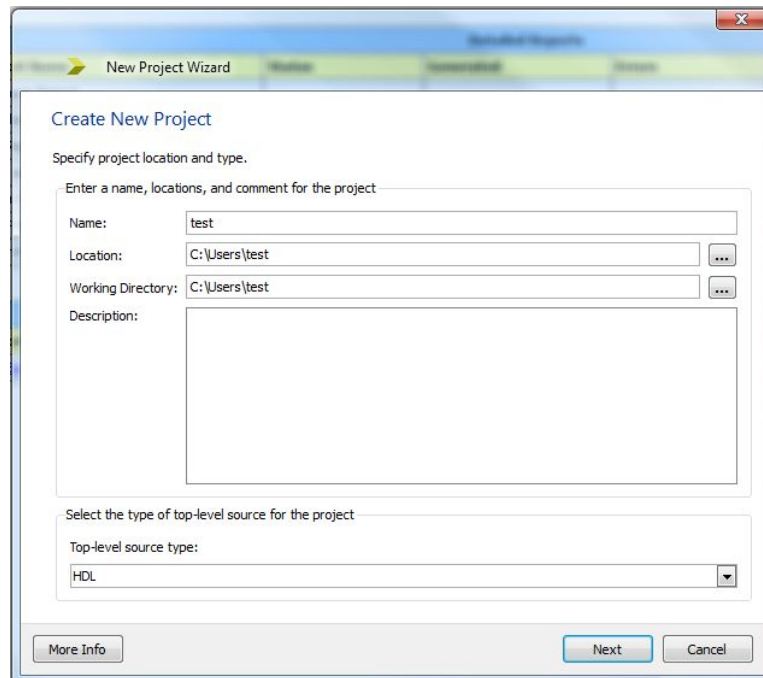 New Project Wizard
Create New Project
Specify project location and type.
Enter a name, locations, and comment for the project
Name: test
Location: C:\Users\test ...
Working Directory: C:\Users\test ...
Description:
Select the type of top-level source for the project
Top-level source type:
HDL
More Info Next Cancel